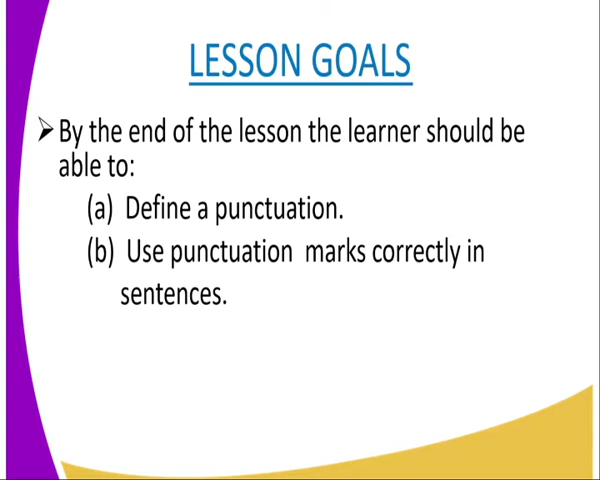 LESSON GOALS
➢By the end of the lesson the learner should be
able to:
(a) Define a punctuation.
(b) Use punctuation marks correctly in
sentences.